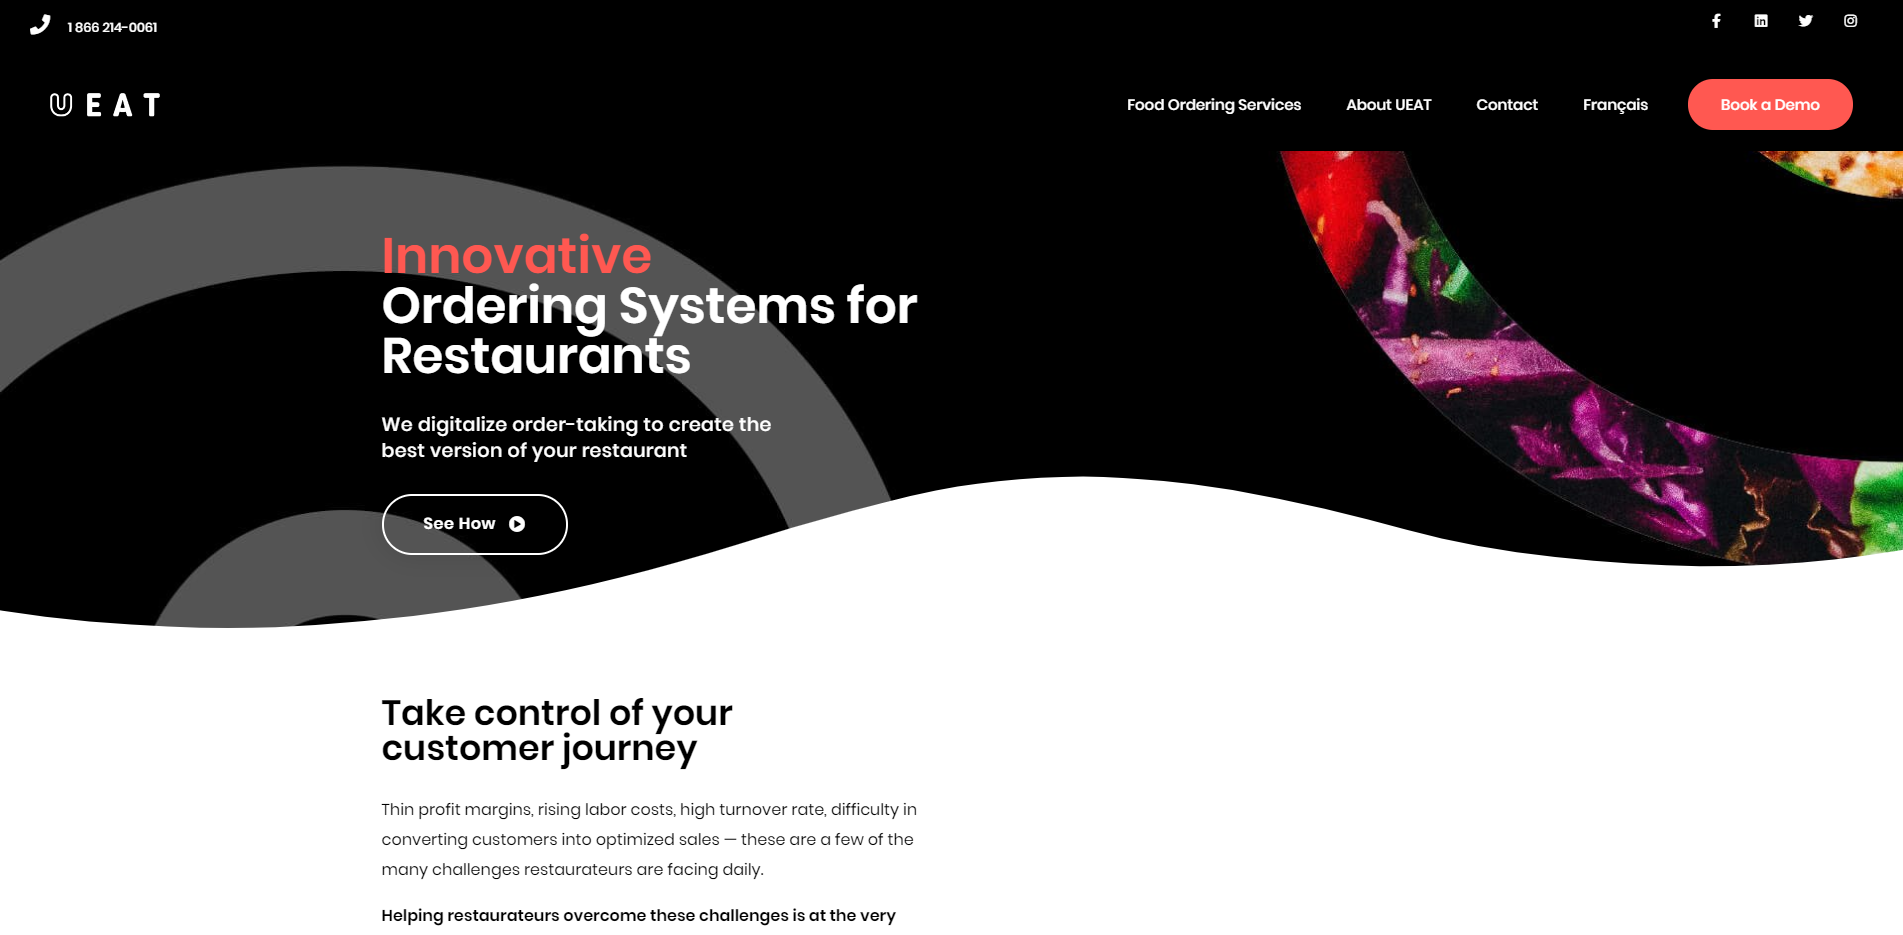 1 866 214-0061
UEAT
Food Ordering Services
About UEAT
Contact
Français
Book a Demo
Innovative
Ordering Systems for
Restaurants
We digitalize order-taking to create the
best version of your restaurant
See How
Take control of your
customer journey
Thin profit margins, rising labor costs, high turnover rate, difficulty in
converting customers into optimized sales — these are a few of the
many challenges restaurateurs are facing daily.
Helping restaurateurs overcome these challenges is at the very